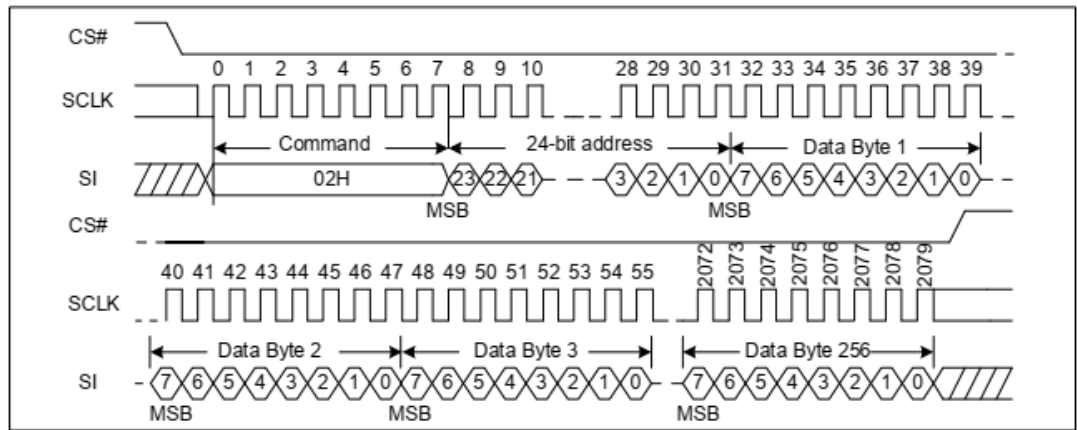 CS#
0 1 2 3 4 5 6 7 8 9 10 28 29 30 31 32 33 34 35 36 37 38 39
SCLK
Command 24-bit address Data Byte 1
SI 02H 23 22 21 3 2 1 0 7 6 5 4 3 2 1 0
MSB MSB
CS#
40 41 42 43 44 45 46 47 48 49 50 51 52 53 54 55 2072 2073 2074 2075 2076 2077 2078 2079
SCLK
Data Byte 2 Data Byte 3 Data Byte 256
SI 7 6 5 4 3 2 1 0 7 6 5 4 3 2 1 0 7 6 5 4 3 2 1 0
MSB MSB MSB